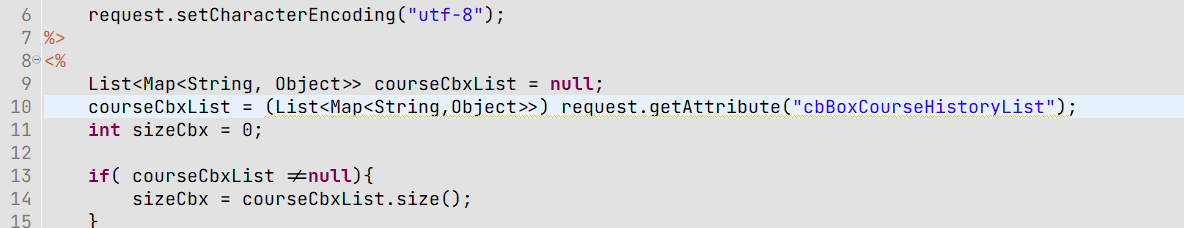 6 request.setCharacterEncoding("utf-8");
7 %>
8 <%
9 List<Map<String, Object>> courseCbxList = null;
10 courseCbxList = (List<Map<String,Object>>) request.getAttribute("cbBoxCourseHistoryList");
11 int sizeCbx = 0;
12
13 if( courseCbxList !=null){
14 sizeCbx = courseCbxList.size();
15 }